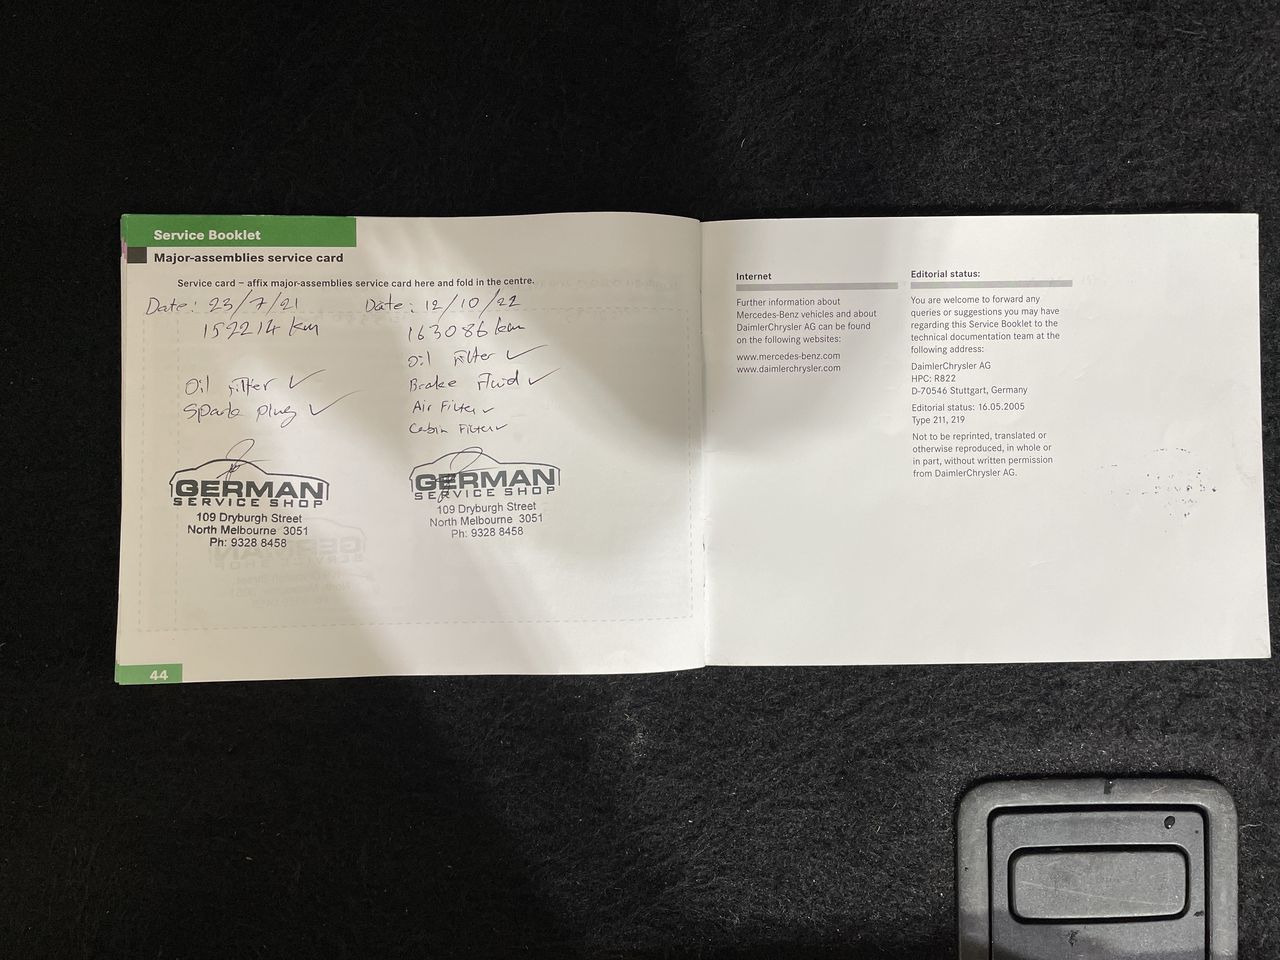 Service Booklet
Major-assemblies service card
Service card – affix major-assemblies service card here and fold in the centre.
Date: 23/7/21
152214 km
Oil Filter ✓
Spark plug ✓
GERMAN
SERVICE SHOP
109 Dryburgh Street
North Melbourne 3051
Ph: 9328 8458
Date: 12/10/22
163086 km
Oil Filter ✓
Brake Fluid ✓
Air Filter ✓
Cabin Filter ✓
GERMAN
SERVICE SHOP
109 Dryburgh Street
North Melbourne 3051
Ph: 9328 8458
44
Internet
Further information about
Mercedes-Benz vehicles and about
DaimlerChrysler AG can be found
on the following websites:
www.mercedes-benz.com
www.daimlerchrysler.com
Editorial status:
You are welcome to forward any
queries or suggestions you may have
regarding this Service Booklet to the
technical documentation team at the
following address:
DaimlerChrysler AG
HPC: R822
D-70546 Stuttgart, Germany
Editorial status: 16.05.2005
Type 211, 219
Not to be reprinted, translated or
otherwise reproduced, in whole or
in part, without written permission
from DaimlerChrysler AG.